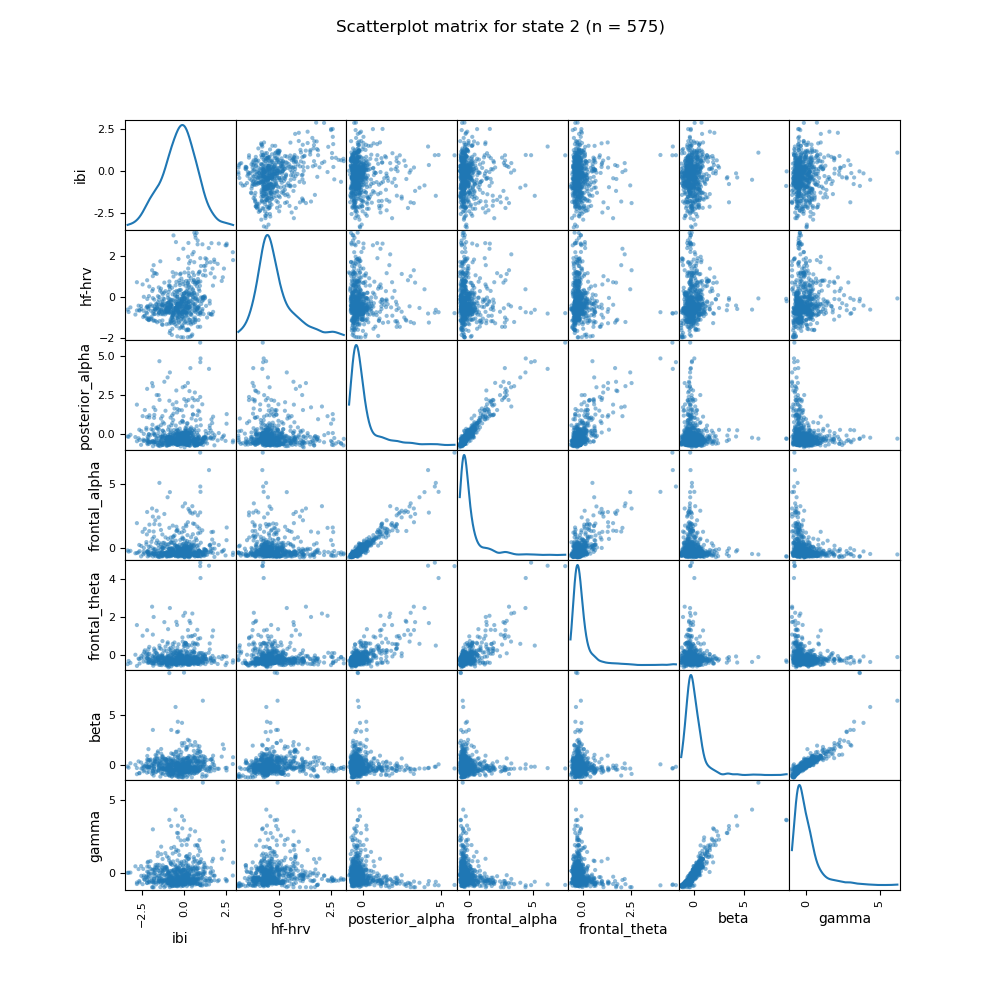 Scatterplot matrix for state 2 (n = 575)
ibi
2.5
0.0
−2.5
hf-hrv
2
0
−2
posterior_alpha
5.0
2.5
0.0
frontal_alpha
5
0
frontal_theta
4
2
0
beta
5
0
gamma
5
0
−2.5 0.0 2.5 0.0 2.5 0 5 0 5 0.0 2.5 0 5 0 5
ibi hf-hrv posterior_alpha frontal_alpha frontal_theta beta gamma